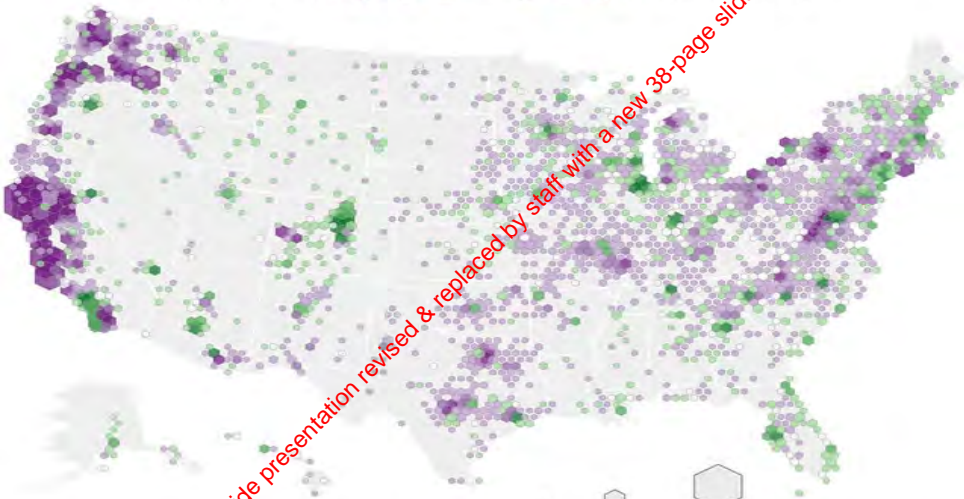 ide presentation revised & replaced by staff with a new 38-page slid